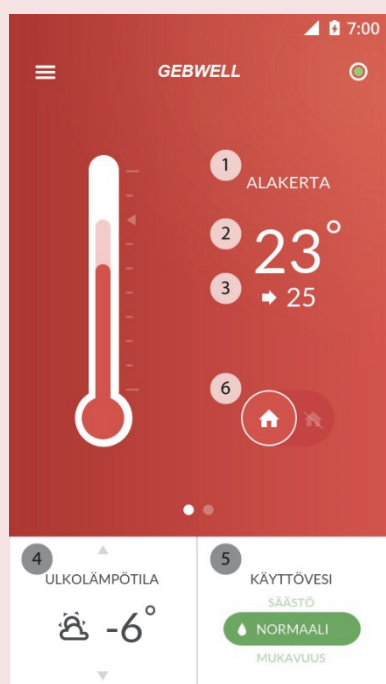 7:00
GEBWELL
1
ALAKERTA
2
23°
3
25
6
4
ULKOLÄMPÖTILA
-6°
5
KÄYTTÖVESI
SÄÄSTÖ
NORMAALI
MUKAVUUS